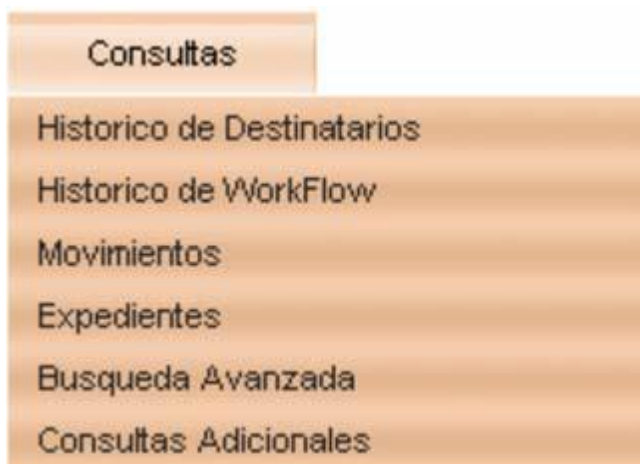 Consultas
Historico de Destinatarios
Historico de WorkFlow
Movimientos
Expedientes
Busqueda Avanzada
Consultas Adicionales